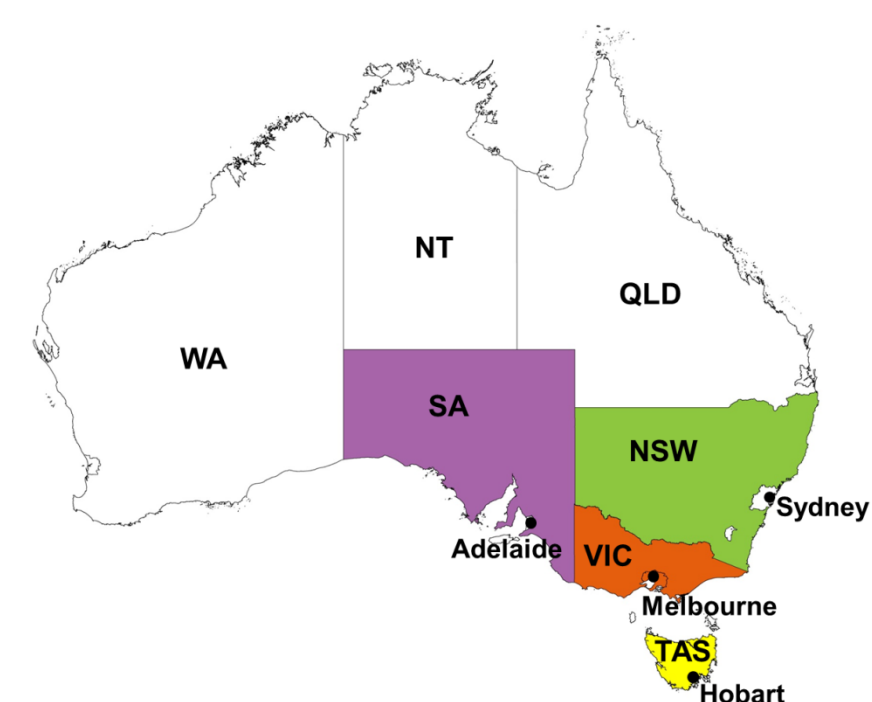 NT
QLD
WA
SA
NSW
Sydney
Adelaide
VIC
Melbourne
TAS
Hobart